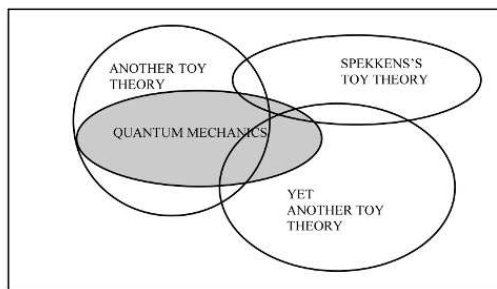 ANOTHER TOY
THEORY
SPEKKENS'S
TOY THEORY
QUANTUM MECHANICS
YET
ANOTHER TOY
THEORY